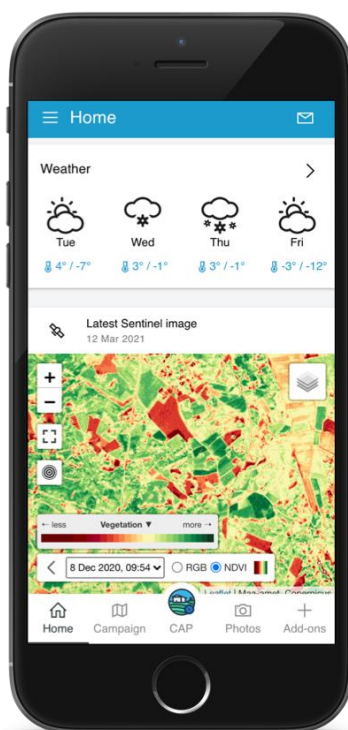 Home
Weather
Tue Wed Thu Fri
4° / -7° 3° / -1° 3° / -1° -3° / -12°
Latest Sentinel image
12 Mar 2021
+
−
← less Vegetation ▼ more →
8 Dec 2020, 09:54 RGB NDVI
Leaflet | Maa-amet, Copernicus
Home Campaign CAP Photos Add-ons